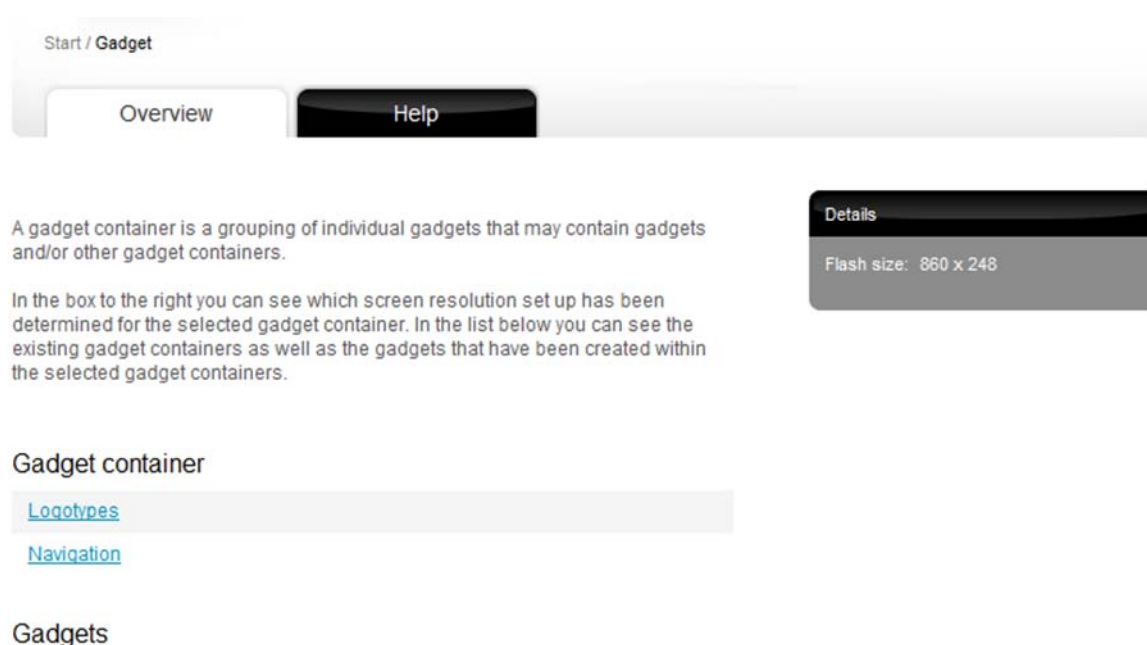 Start / Gadget
Overview
Help
A gadget container is a grouping of individual gadgets that may contain gadgets
and/or other gadget containers.
In the box to the right you can see which screen resolution set up has been
determined for the selected gadget container. In the list below you can see the
existing gadget containers as well as the gadgets that have been created within
the selected gadget containers.
Details
Flash size: 860 x 248
Gadget container
Logotypes
Navigation
Gadgets